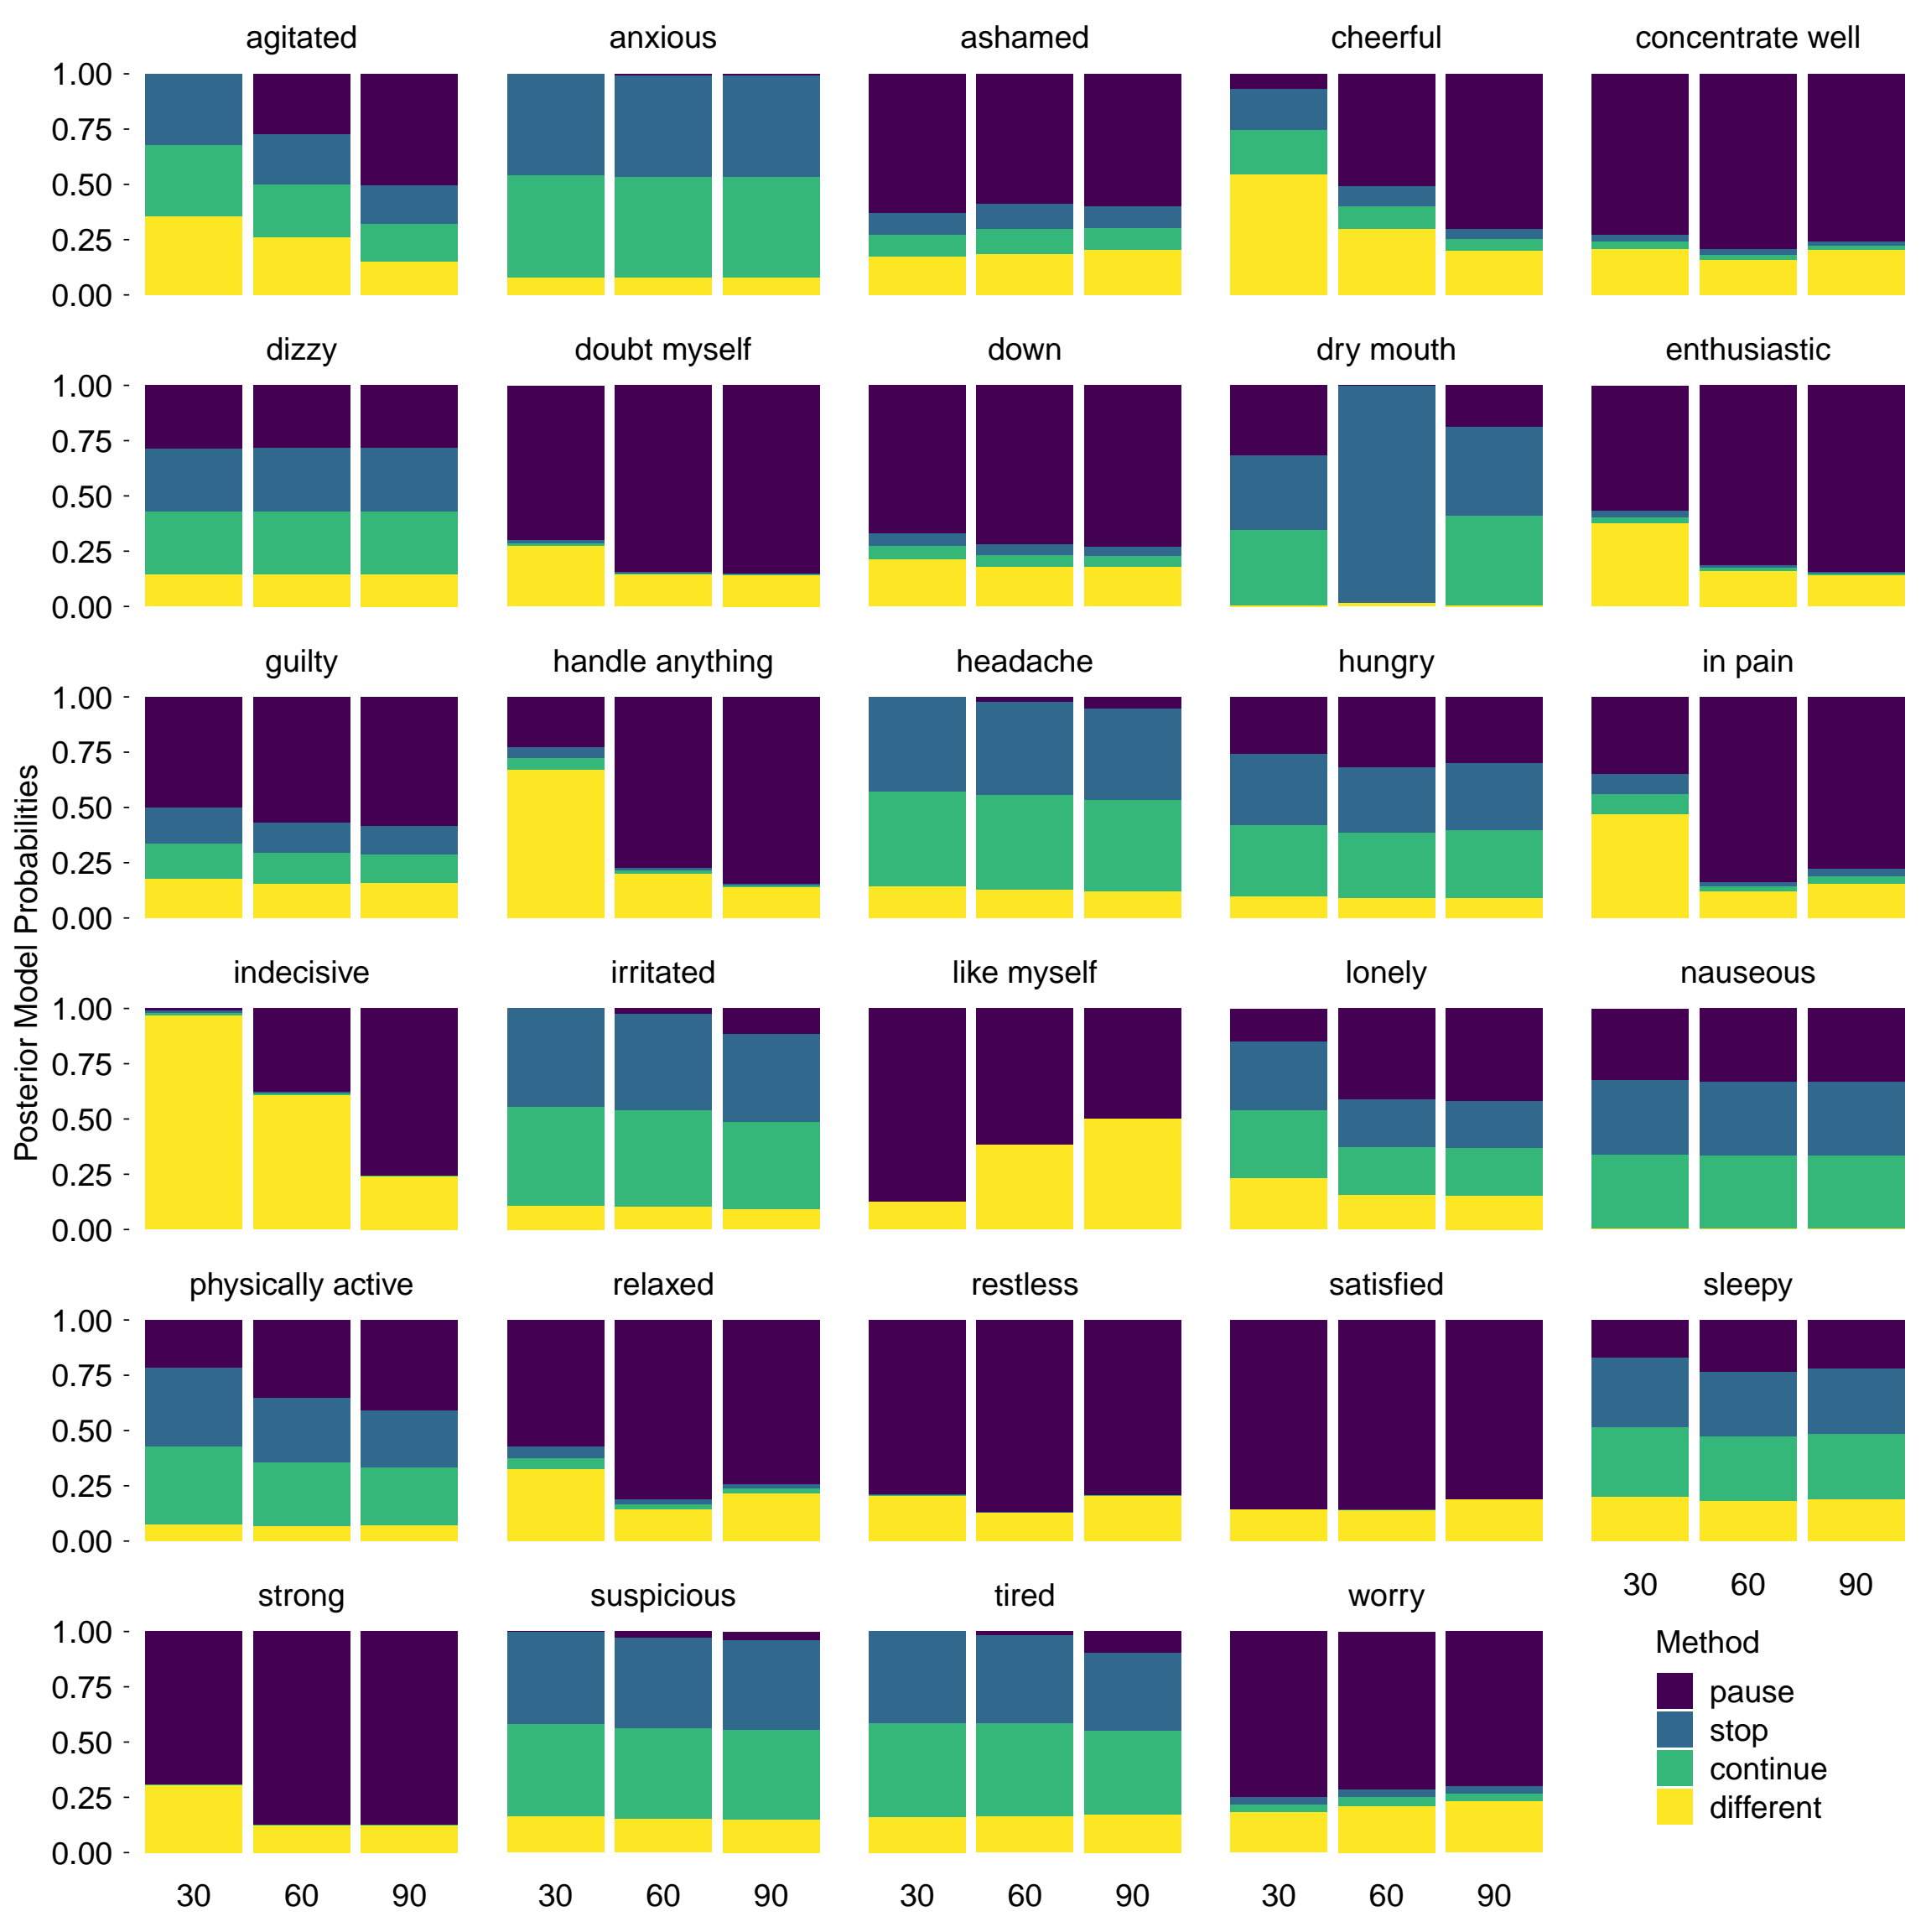 agitated anxious ashamed cheerful concentrate well
1.00
0.75
0.50
0.25
0.00
dizzy doubt myself down dry mouth enthusiastic
1.00
0.75
0.50
0.25
0.00
guilty handle anything headache hungry in pain
1.00
0.75
0.50
0.25
0.00
Posterior Model Probabilities
indecisive irritated like myself lonely nauseous
1.00
0.75
0.50
0.25
0.00
physically active relaxed restless satisfied sleepy
1.00
0.75
0.50
0.25
0.00
30 60 90
strong suspicious tired worry
1.00
0.75
0.50
0.25
0.00
30 60 90 30 60 90 30 60 90 30 60 90
Method
pause
stop
continue
different